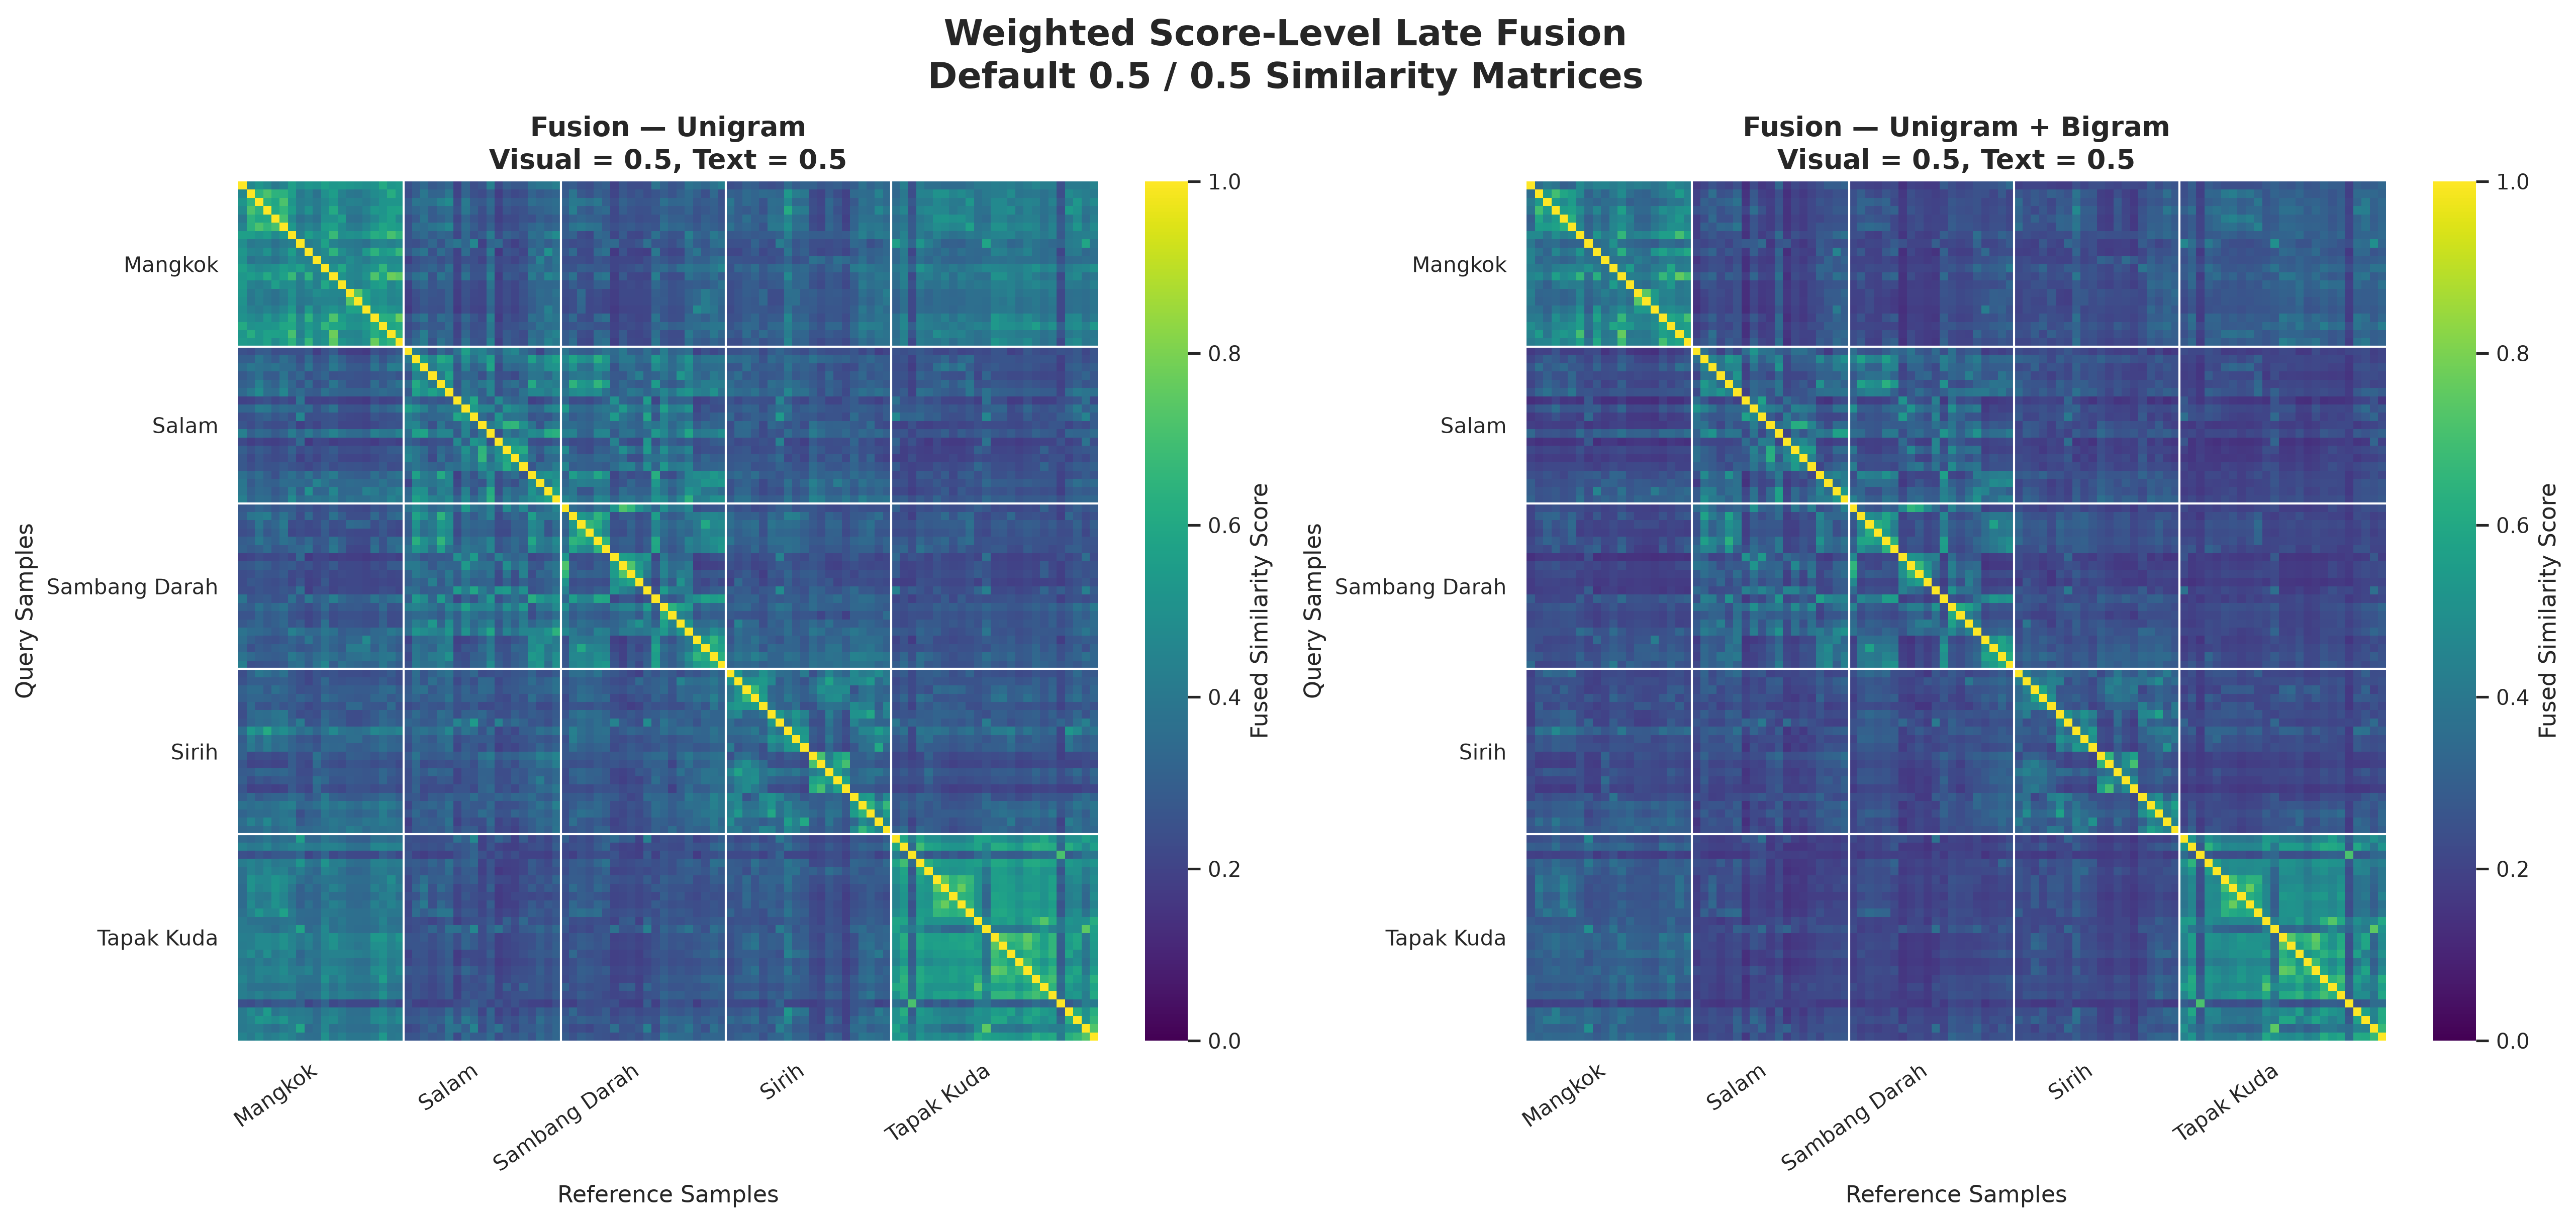 Weighted Score-Level Late Fusion
Default 0.5 / 0.5 Similarity Matrices
Fusion — Unigram
Visual = 0.5, Text = 0.5
Query Samples
Mangkok
Salam
Sambang Darah
Sirih
Tapak Kuda
Mangkok
Salam
Sambang Darah
Sirih
Tapak Kuda
Reference Samples
1.0
0.8
0.6
0.4
0.2
0.0
Fused Similarity Score
Fusion — Unigram + Bigram
Visual = 0.5, Text = 0.5
Query Samples
Mangkok
Salam
Sambang Darah
Sirih
Tapak Kuda
Mangkok
Salam
Sambang Darah
Sirih
Tapak Kuda
Reference Samples
1.0
0.8
0.6
0.4
0.2
0.0
Fused Similarity Score